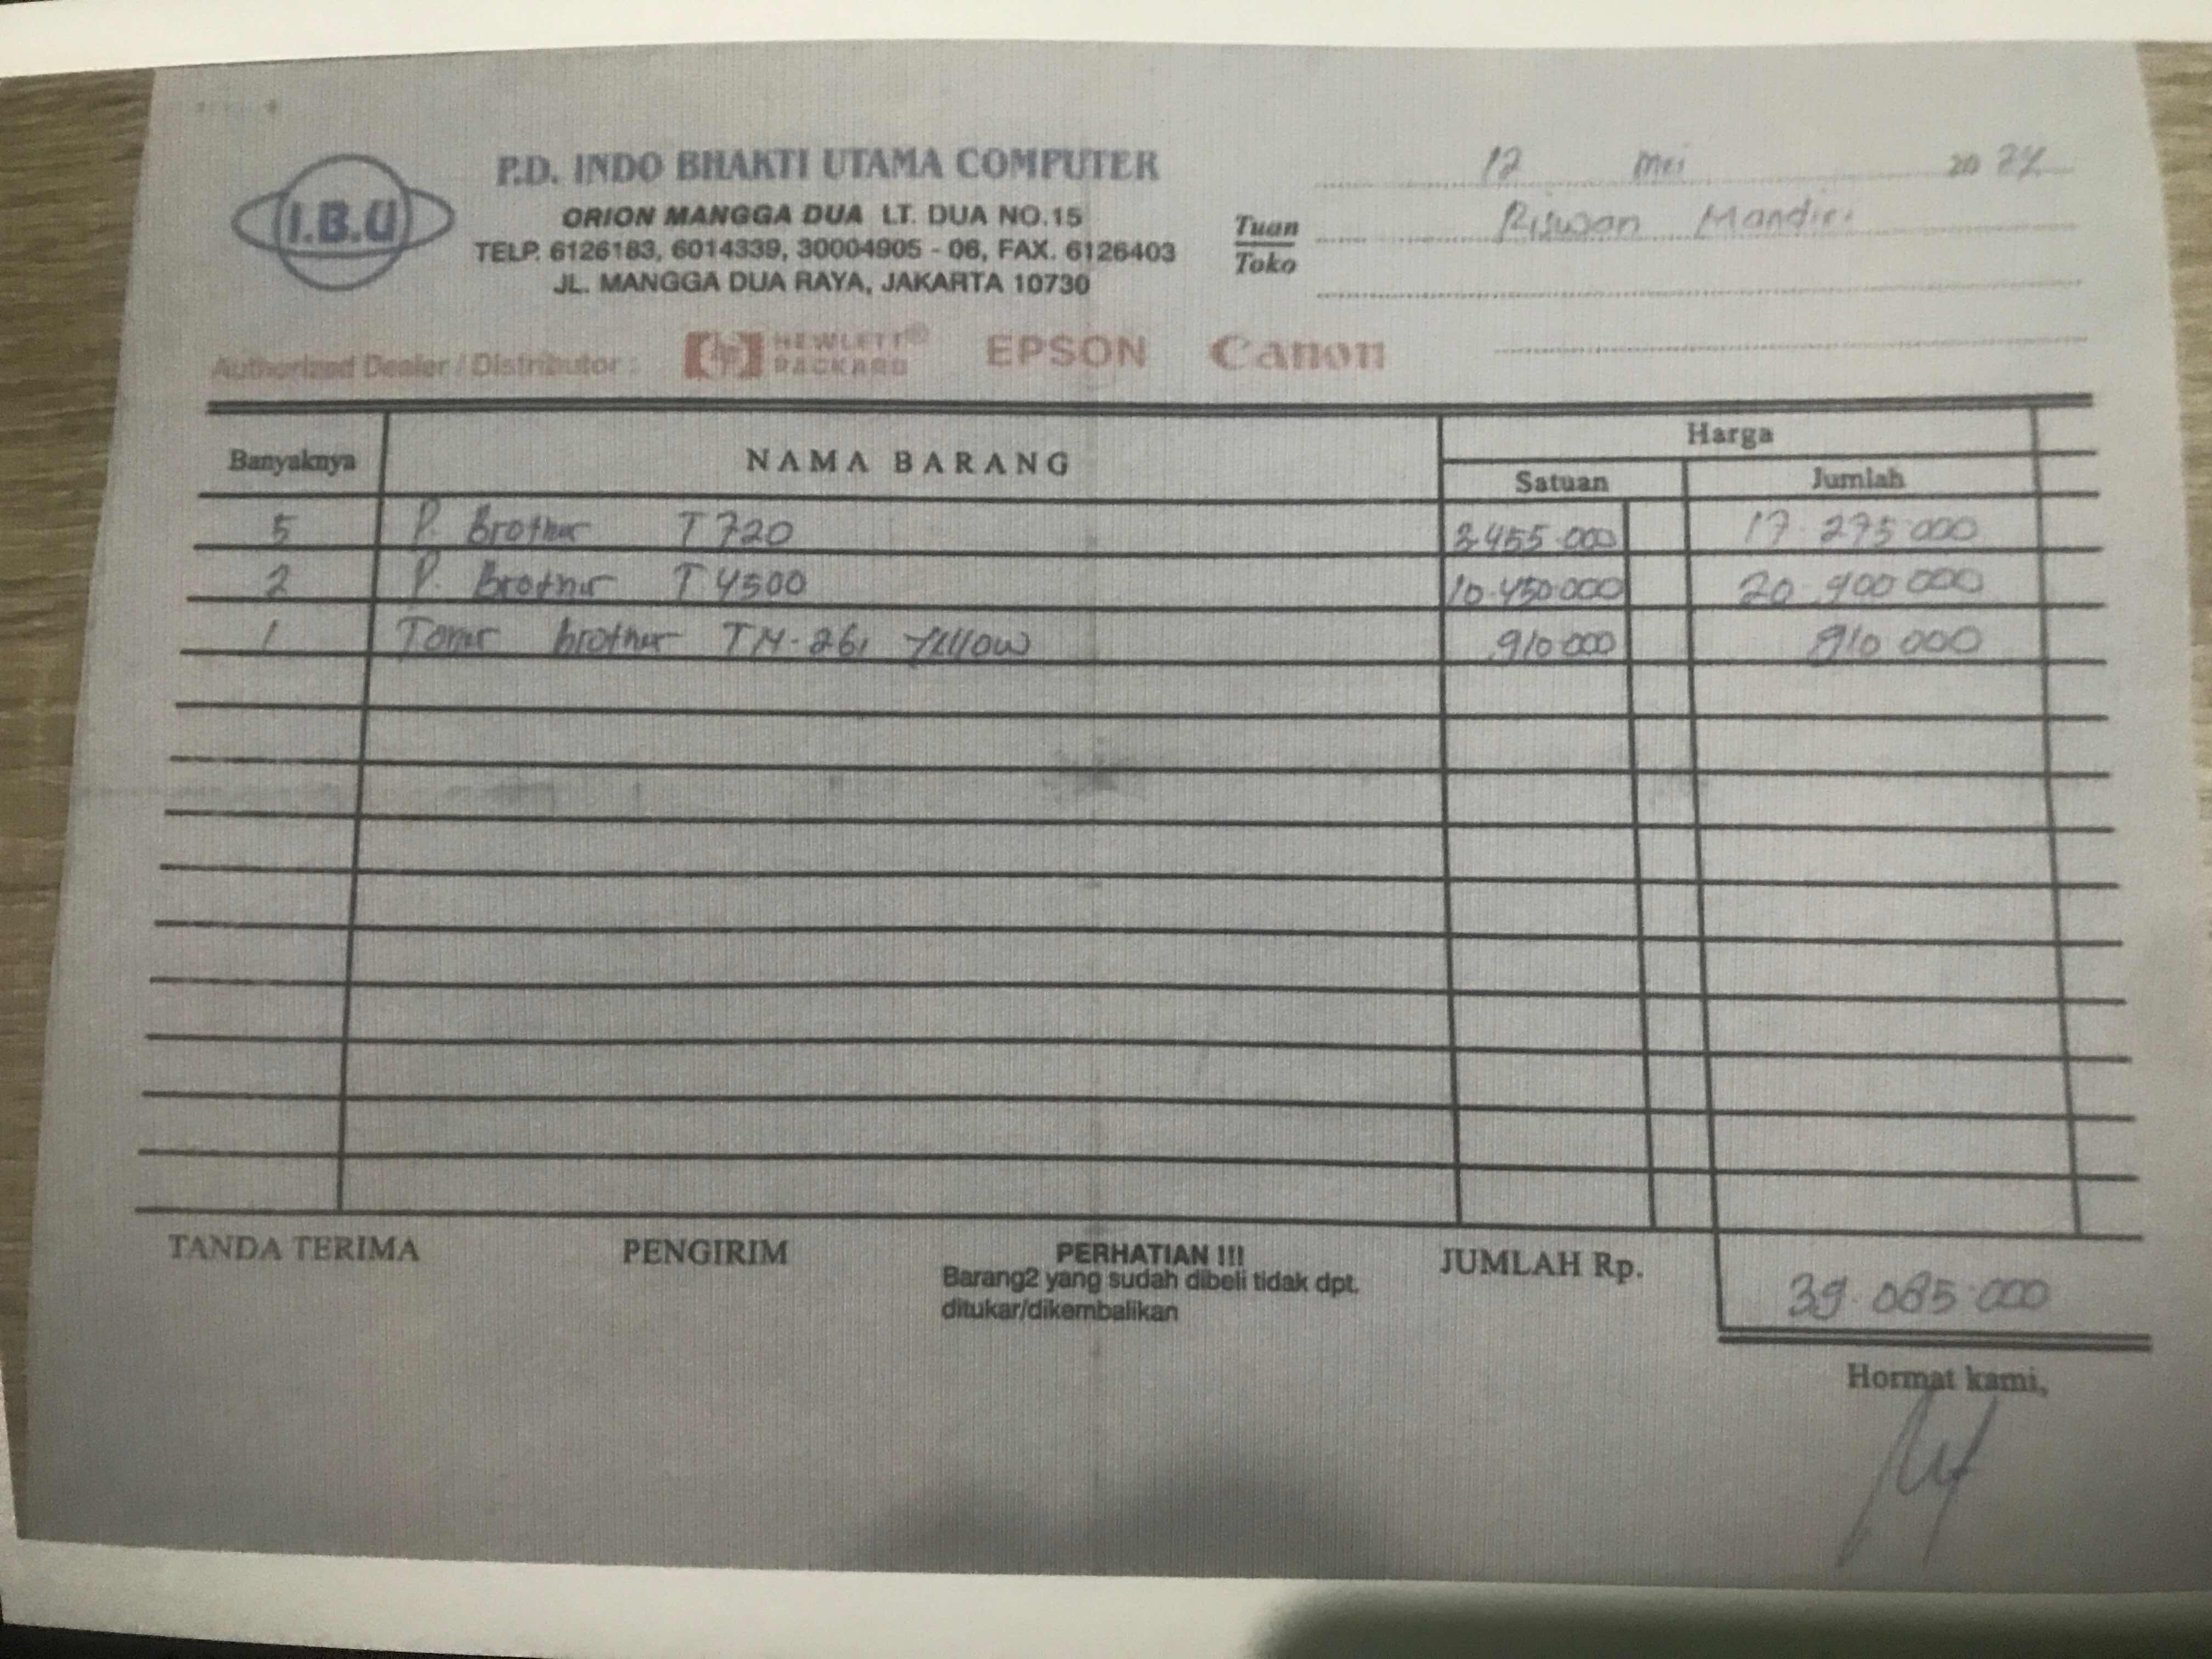 I.B.U
P.D. INDO BHAKTI UTAMA COMPUTER
ORION MANGGA DUA LT. DUA NO.15
TELP. 6126183, 6014339, 30004905 - 06, FAX. 6126403
JL. MANGGA DUA RAYA, JAKARTA 10730
12 Mei 20 24
Tuan Riswan Mandiri
Toko
Authorized Dealer / Distributor : hp HEWLETT® PACKARD EPSON Canon
Banyaknya NAMA BARANG Harga
Satuan Jumlah
5 P. Brother T720 3.455.000 17.275.000
2 P. Brother T4500 10.450.000 20.900.000
1 Toner brother TN-261 Yellow 910.000 910.000
TANDA TERIMA PENGIRIM PERHATIAN !!! JUMLAH Rp. 39.085.000
Barang2 yang sudah dibeli tidak dpt.
ditukar/dikembalikan
Hormat kami,